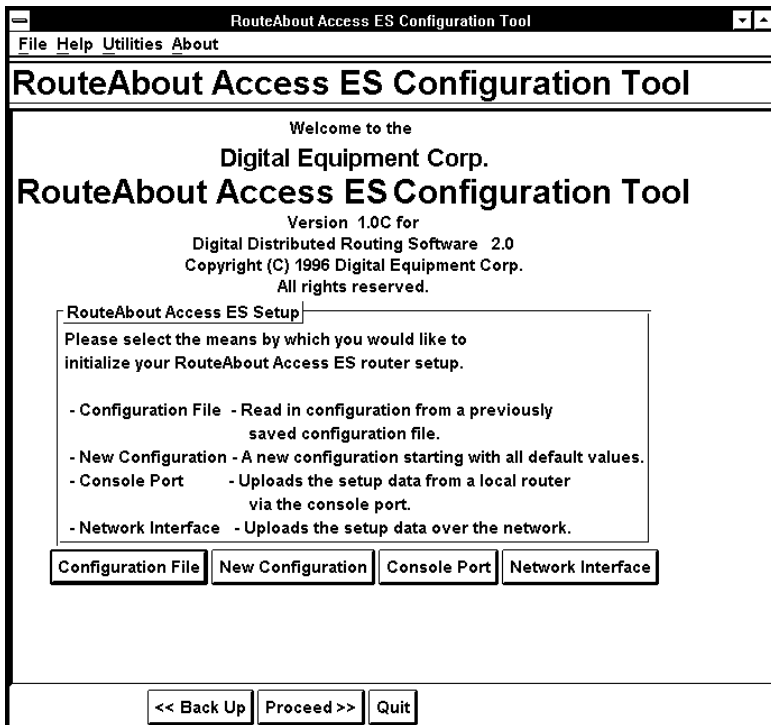 RouteAbout Access ES Configuration Tool
File Help Utilities About
RouteAbout Access ES Configuration Tool
Welcome to the
Digital Equipment Corp.
RouteAbout Access ES Configuration Tool
Version 1.0C for
Digital Distributed Routing Software 2.0
Copyright (C) 1996 Digital Equipment Corp.
All rights reserved.
RouteAbout Access ES Setup
Please select the means by which you would like to
initialize your RouteAbout Access ES router setup.
- Configuration File - Read in configuration from a previously
saved configuration file.
- New Configuration - A new configuration starting with all default values.
- Console Port - Uploads the setup data from a local router
via the console port.
- Network Interface - Uploads the setup data over the network.
Configuration File New Configuration Console Port Network Interface
<< Back Up Proceed >> Quit